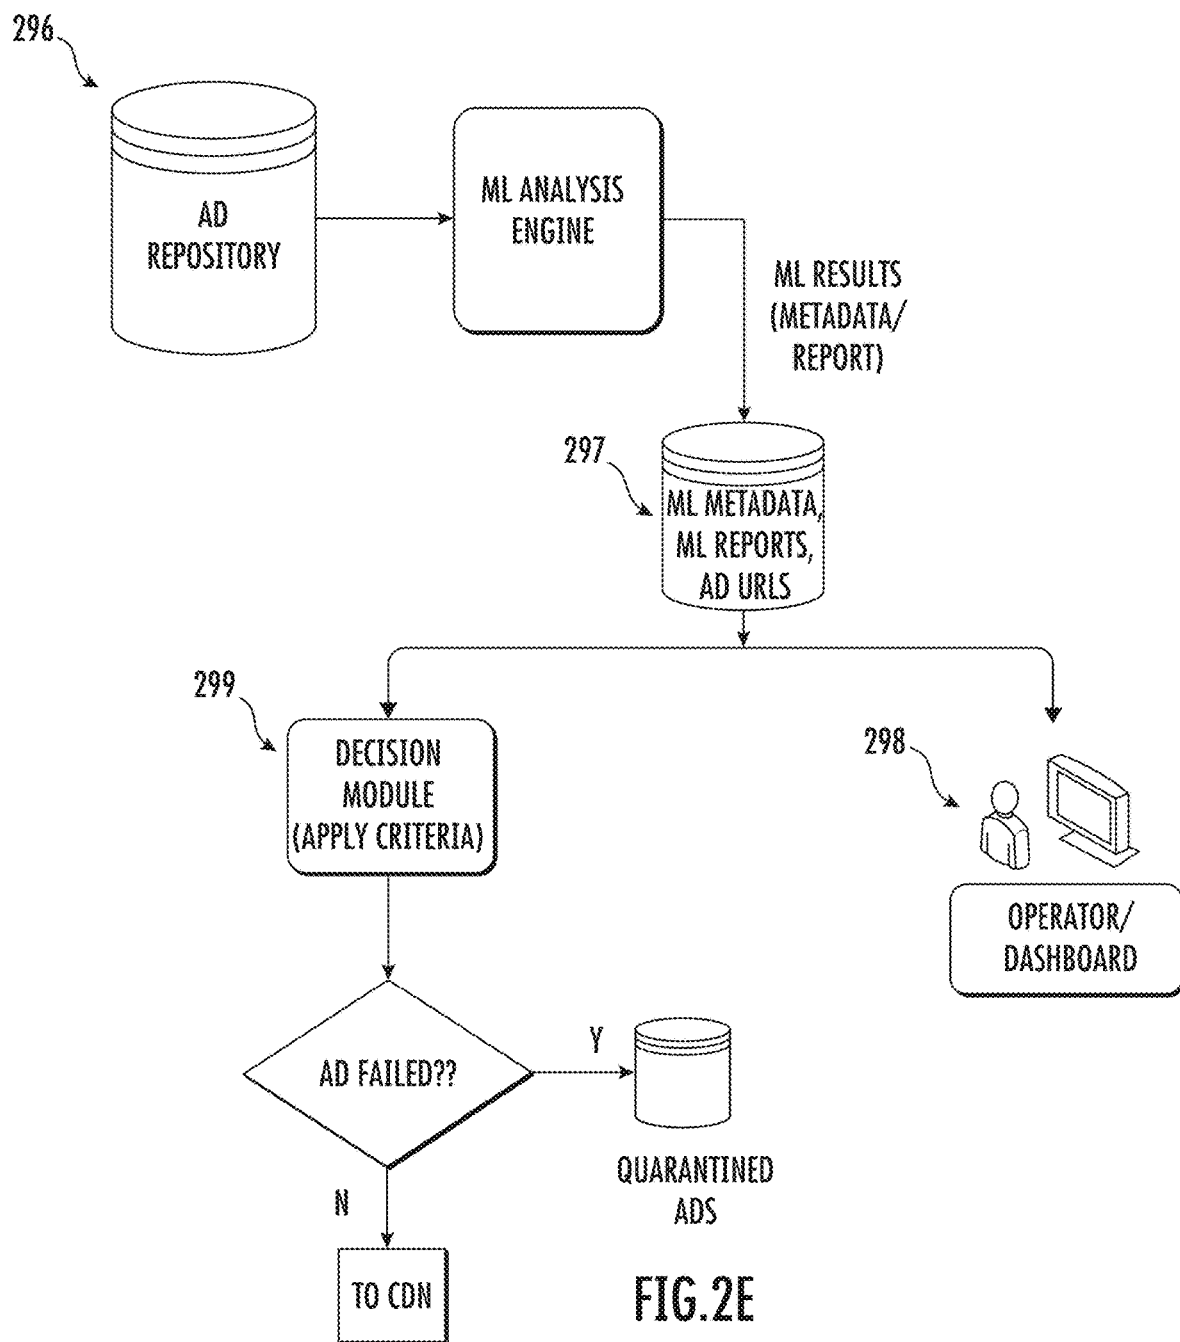 296
AD
REPOSITORY
ML ANALYSIS
ENGINE
ML RESULTS
(METADATA/
REPORT)
297
ML METADATA,
ML REPORTS,
AD URLS
299
DECISION
MODULE
(APPLY CRITERIA)
298
OPERATOR/
DASHBOARD
AD FAILED??
Y
QUARANTINED
ADS
N
TO CDN
FIG.2E